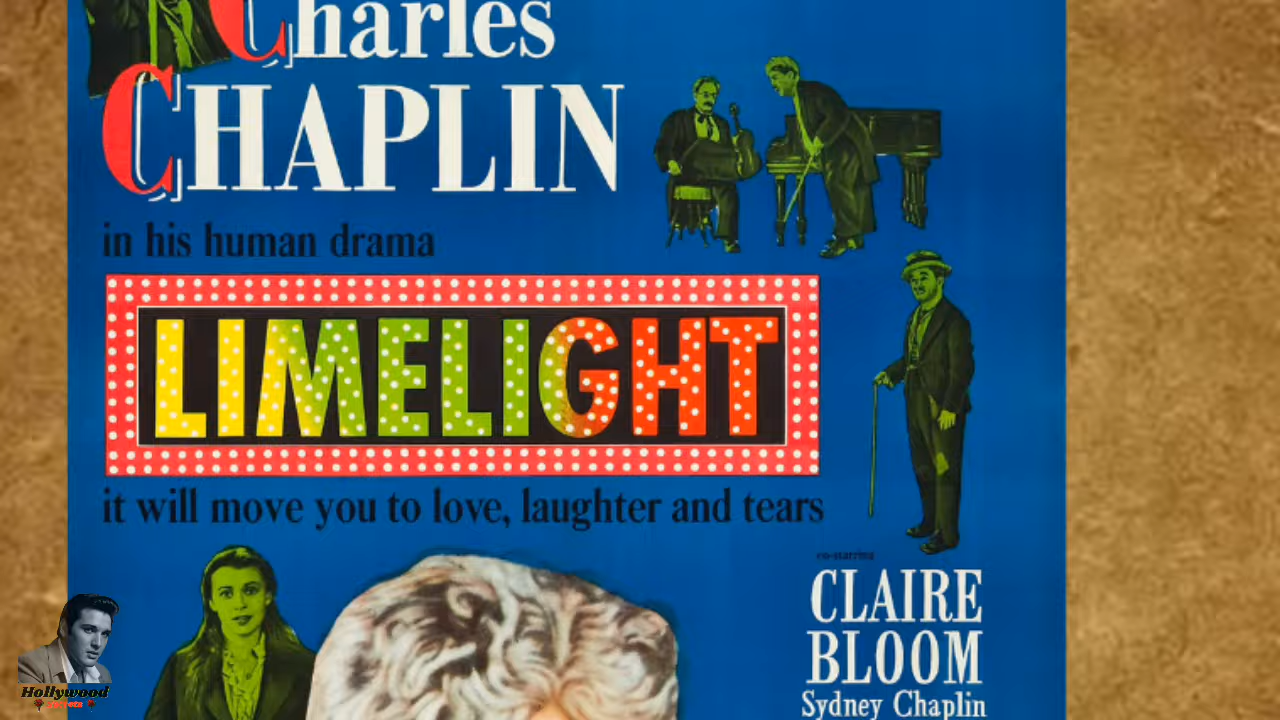 Charles
CHAPLIN
in his human drama
LIMELIGHT
it will move you to love, laughter and tears
co-starring
CLAIRE
BLOOM
Sydney Chaplin
Hollywood
secrets